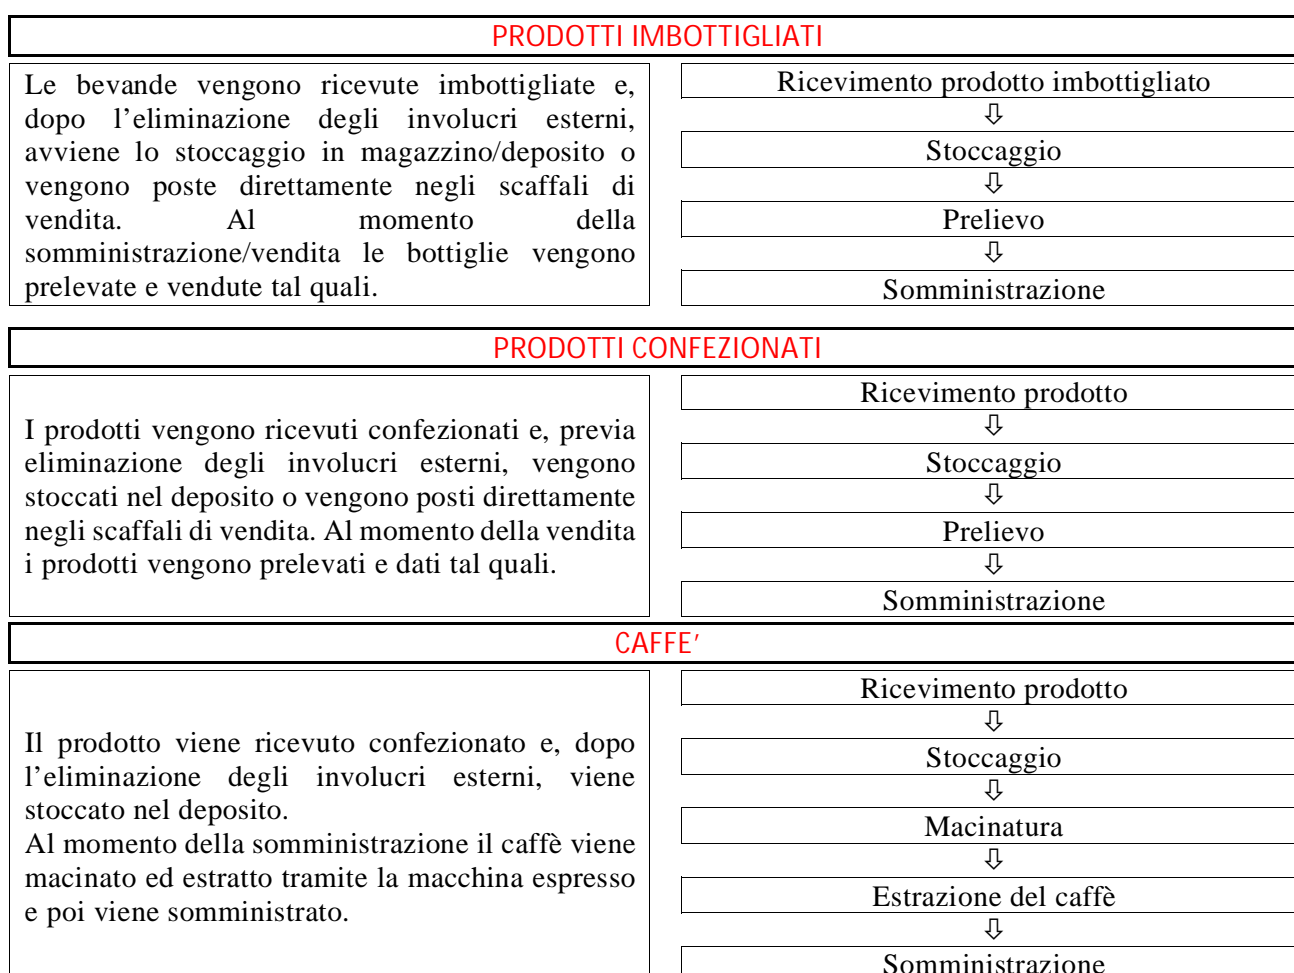 PRODOTTI IMBOTTIGLIATI
Le bevande vengono ricevute imbottigliate e,
dopo l’eliminazione degli involucri esterni,
avviene lo stoccaggio in magazzino/deposito o
vengono poste direttamente negli scaffali di
vendita. Al momento della
somministrazione/vendita le bottiglie vengono
prelevate e vendute tal quali.
Ricevimento prodotto imbottigliato
⇩
Stoccaggio
⇩
Prelievo
⇩
Somministrazione
PRODOTTI CONFEZIONATI
I prodotti vengono ricevuti confezionati e, previa
eliminazione degli involucri esterni, vengono
stoccati nel deposito o vengono posti direttamente
negli scaffali di vendita. Al momento della vendita
i prodotti vengono prelevati e dati tal quali.
Ricevimento prodotto
⇩
Stoccaggio
⇩
Prelievo
⇩
Somministrazione
CAFFE’
Il prodotto viene ricevuto confezionato e, dopo
l’eliminazione degli involucri esterni, viene
stoccato nel deposito.
Al momento della somministrazione il caffè viene
macinato ed estratto tramite la macchina espresso
e poi viene somministrato.
Ricevimento prodotto
⇩
Stoccaggio
⇩
Macinatura
⇩
Estrazione del caffè
⇩
Somministrazione